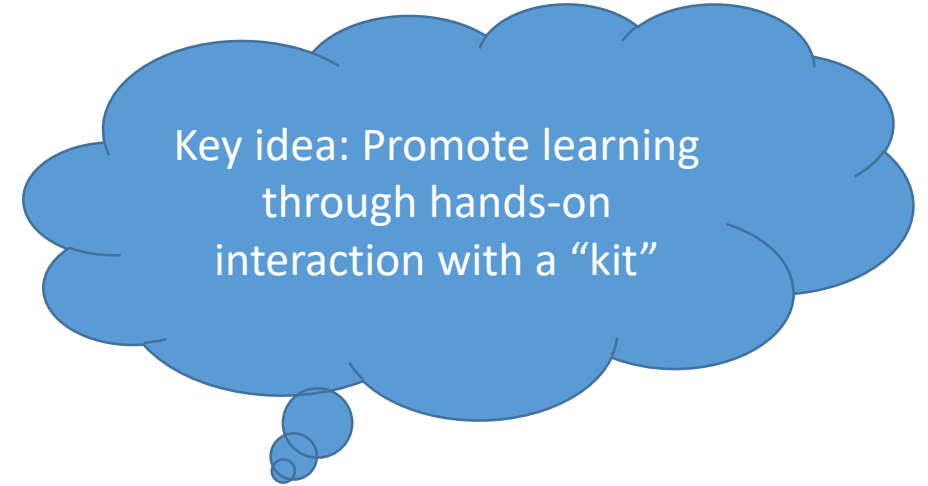 Key idea: Promote learning
through hands-on
interaction with a “kit”